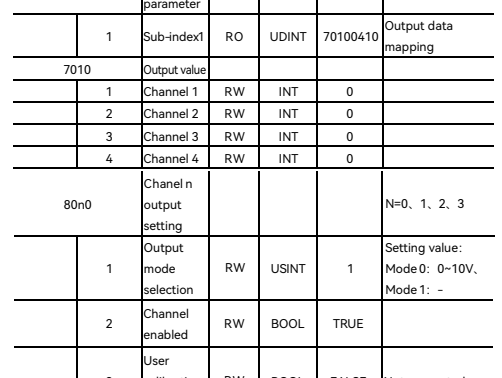 parameter
1 Sub-index1 RO UDINT 70100410 Output data
mapping
7010 Output value
1 Channel 1 RW INT 0
2 Channel 2 RW INT 0
3 Channel 3 RW INT 0
4 Channel 4 RW INT 0
80n0 Chanel n
output
setting N=0、1、2、3
1 Output
mode
selection RW USINT 1 Setting value:
Mode 0: 0~10V、
Mode 1: -
2 Channel
enabled RW BOOL TRUE
User